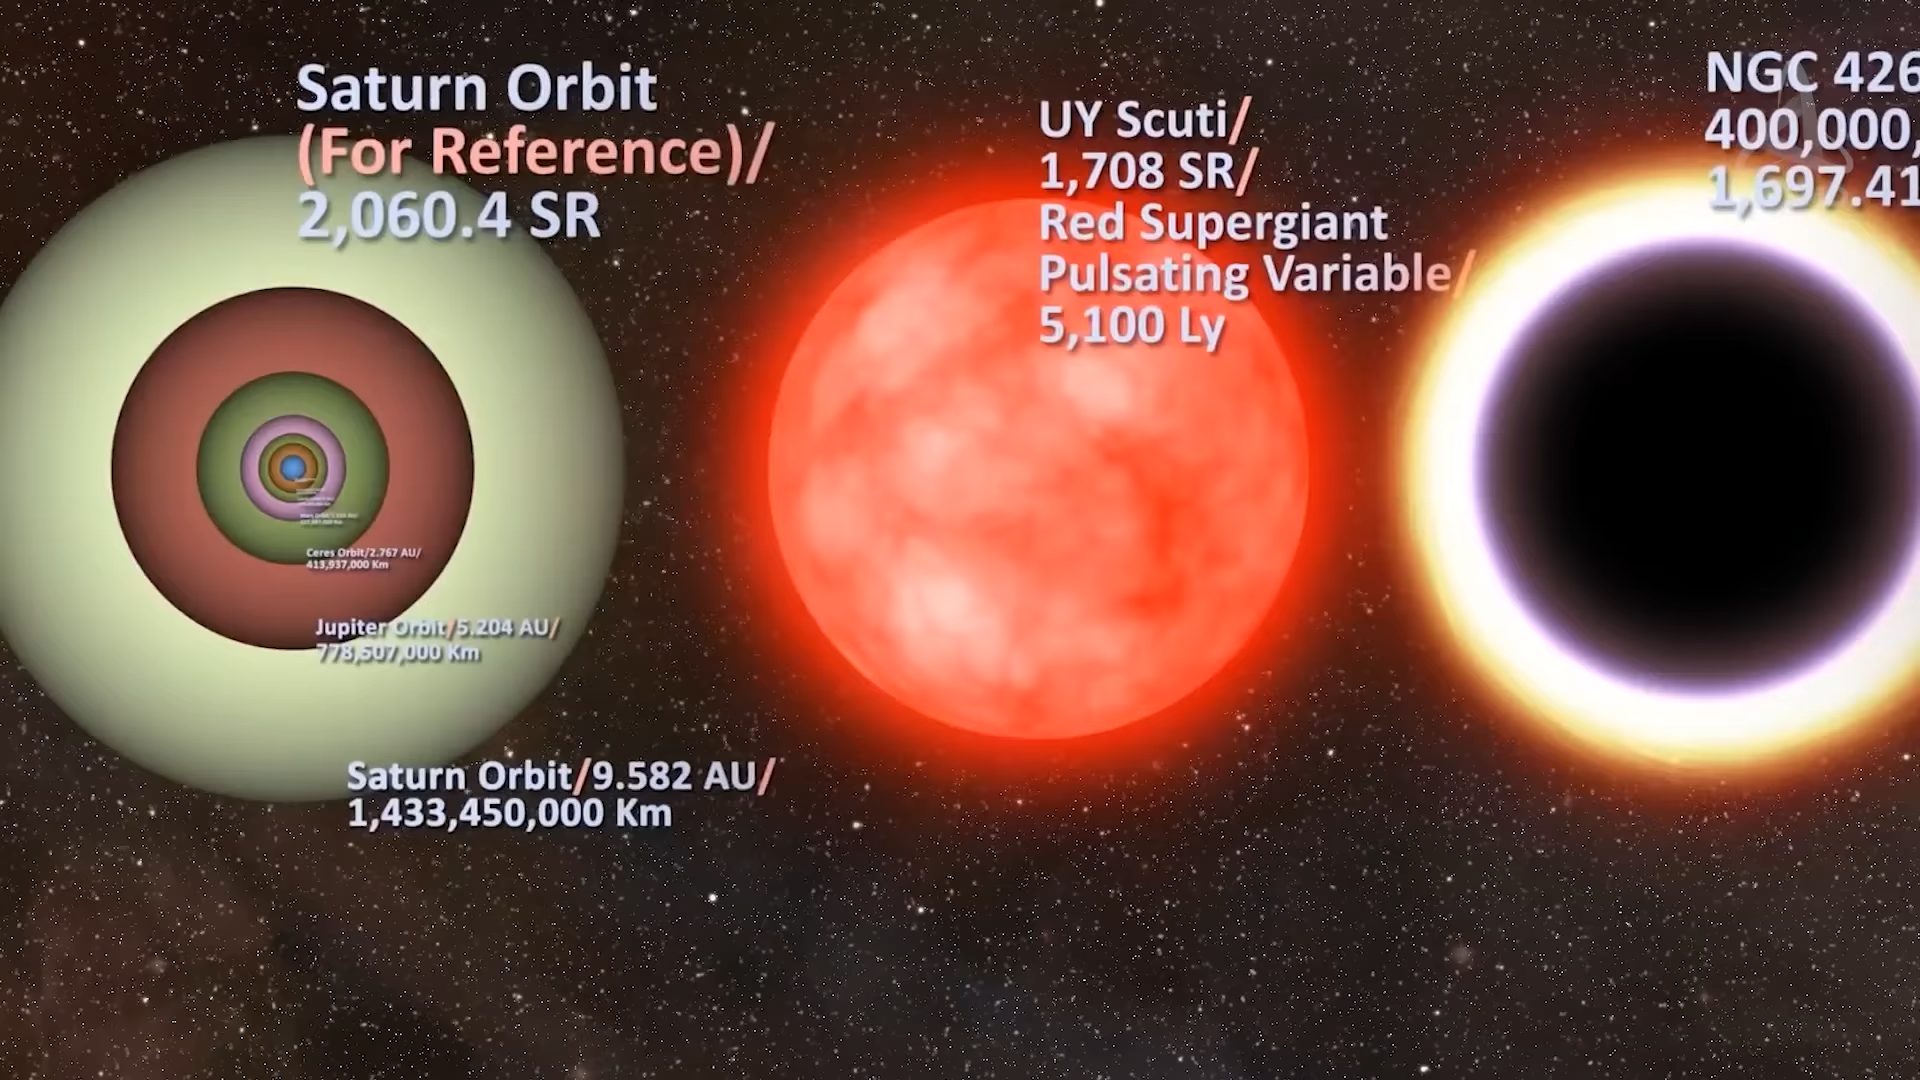 Saturn Orbit
(For Reference)/
2,060.4 SR
Ceres Orbit/2.767 AU/
413,937,000 Km
Jupiter Orbit/5.204 AU/
778,507,000 Km
Saturn Orbit/9.582 AU/
1,433,450,000 Km
UY Scuti/
1,708 SR/
Red Supergiant
Pulsating Variable/
5,100 Ly
NGC 426
400,000,
1,697.41